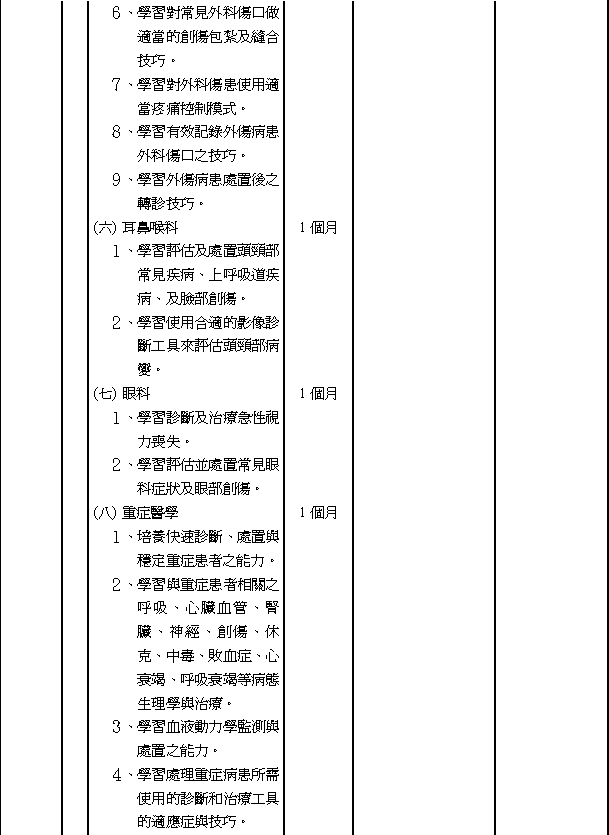 6、學習對常見外科傷口做
適當的創傷包紮及縫合
技巧。
7、學習對外科傷患使用適
當疼痛控制模式。
8、學習有效記錄外傷病患
外科傷口之技巧。
9、學習外傷病患處置後之
轉診技巧。
(六) 耳鼻喉科 1 個月
1、學習評估及處置頭頸部
常見疾病、上呼吸道疾
病、及臉部創傷。
2、學習使用合適的影像診
斷工具來評估頭頸部病
變。
(七) 眼科 1 個月
1、學習診斷及治療急性視
力喪失。
2、學習評估並處置常見眼
科症狀及眼部創傷。
(八) 重症醫學 1 個月
1、培養快速診斷、處置與
穩定重症患者之能力。
2、學習與重症患者相關之
呼吸、心臟血管、腎
臟、神經、創傷、休
克、中毒、敗血症、心
衰竭、呼吸衰竭等病態
生理學與治療。
3、學習血液動力學監測與
處置之能力。
4、學習處理重症病患所需
使用的診斷和治療工具
的適應症與技巧。